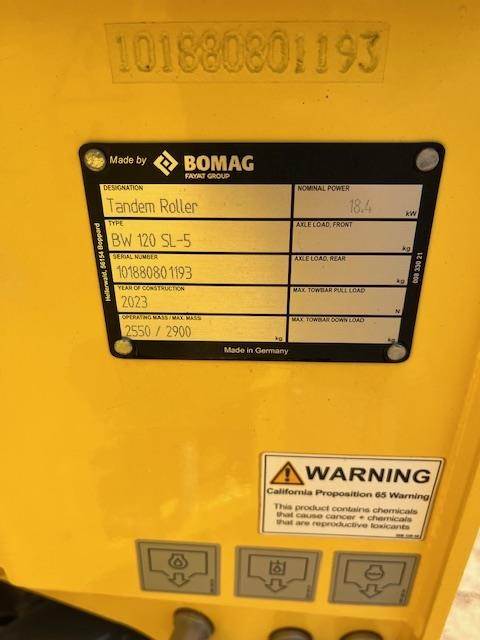 101880801193
Made by BOMAG
FAYAT GROUP
DESIGNATION
Tandem Roller
NOMINAL POWER
18.4 kW
TYPE
BW 120 SL-5
AXLE LOAD, FRONT
kg
SERIAL NUMBER
101880801193
AXLE LOAD, REAR
kg
YEAR OF CONSTRUCTION
2023
MAX. TOWBAR PULL LOAD
N
OPERATING MASS / MAX. MASS
2550 / 2900 kg
MAX. TOWBAR DOWN LOAD
kg
Made in Germany
Hellerwald, 56154 Boppard
008 330 21
WARNING
California Proposition 65 Warning
This product contains chemicals
that cause cancer + chemicals
that are reproductive toxicants